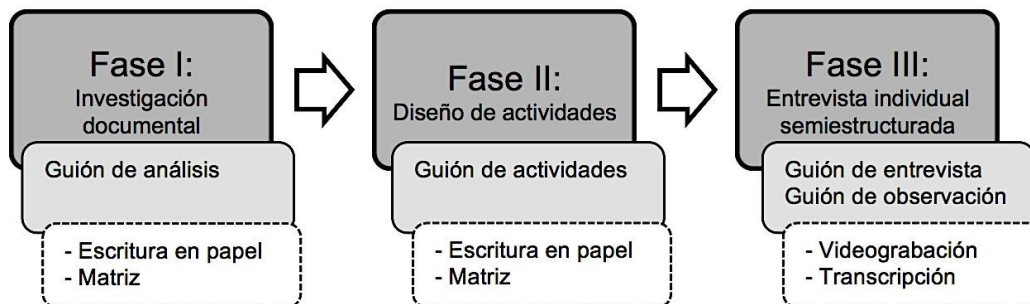 Fase I:
Investigación
documental
Guión de análisis
- Escritura en papel
- Matriz
Fase II:
Diseño de actividades
Guión de actividades
- Escritura en papel
- Matriz
Fase III:
Entrevista individual
semiestructurada
Guión de entrevista
Guión de observación
- Videograbación
- Transcripción